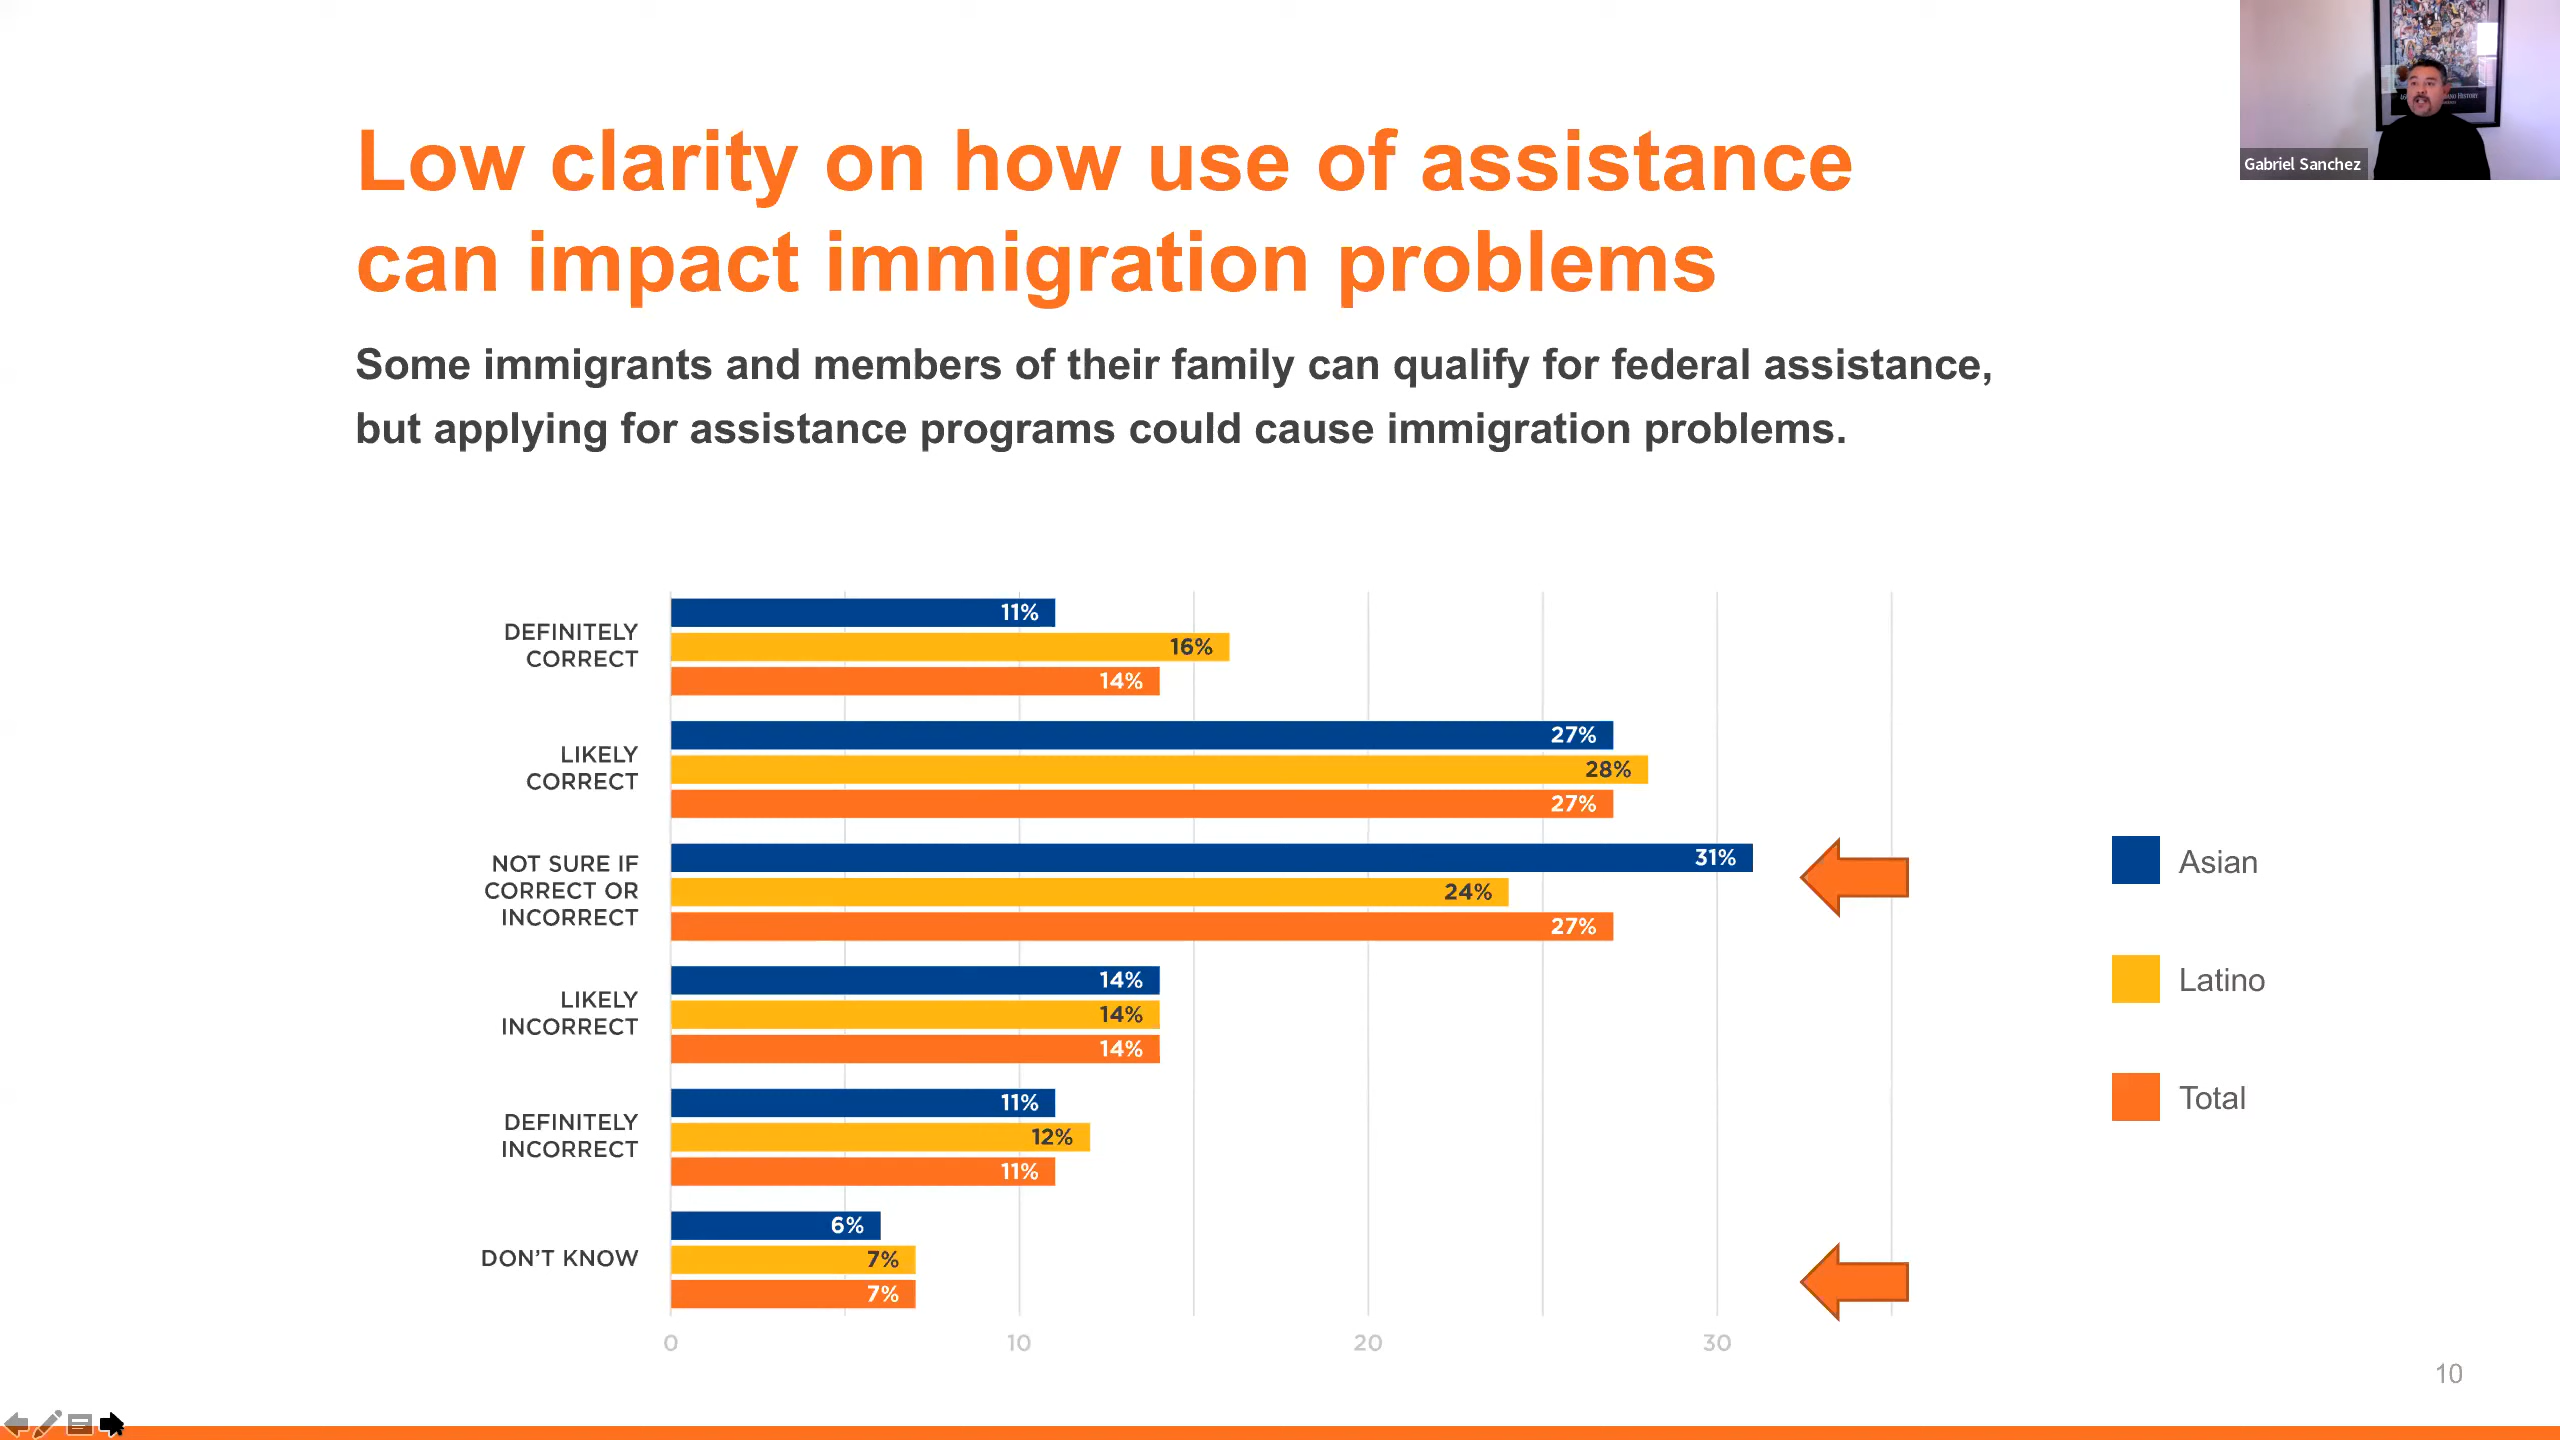 Low clarity on how use of assistance
can impact immigration problems
Gabriel Sanchez
Some immigrants and members of their family can qualify for federal assistance,
but applying for assistance programs could cause immigration problems.
DEFINITELY
CORRECT
11%
16%
14%
LIKELY
CORRECT
27%
28%
27%
NOT SURE IF
CORRECT OR
INCORRECT
31%
24%
27%
LIKELY
INCORRECT
14%
14%
14%
DEFINITELY
INCORRECT
11%
12%
11%
DON'T KNOW
6%
7%
7%
0 10 20 30
Asian
Latino
Total
10